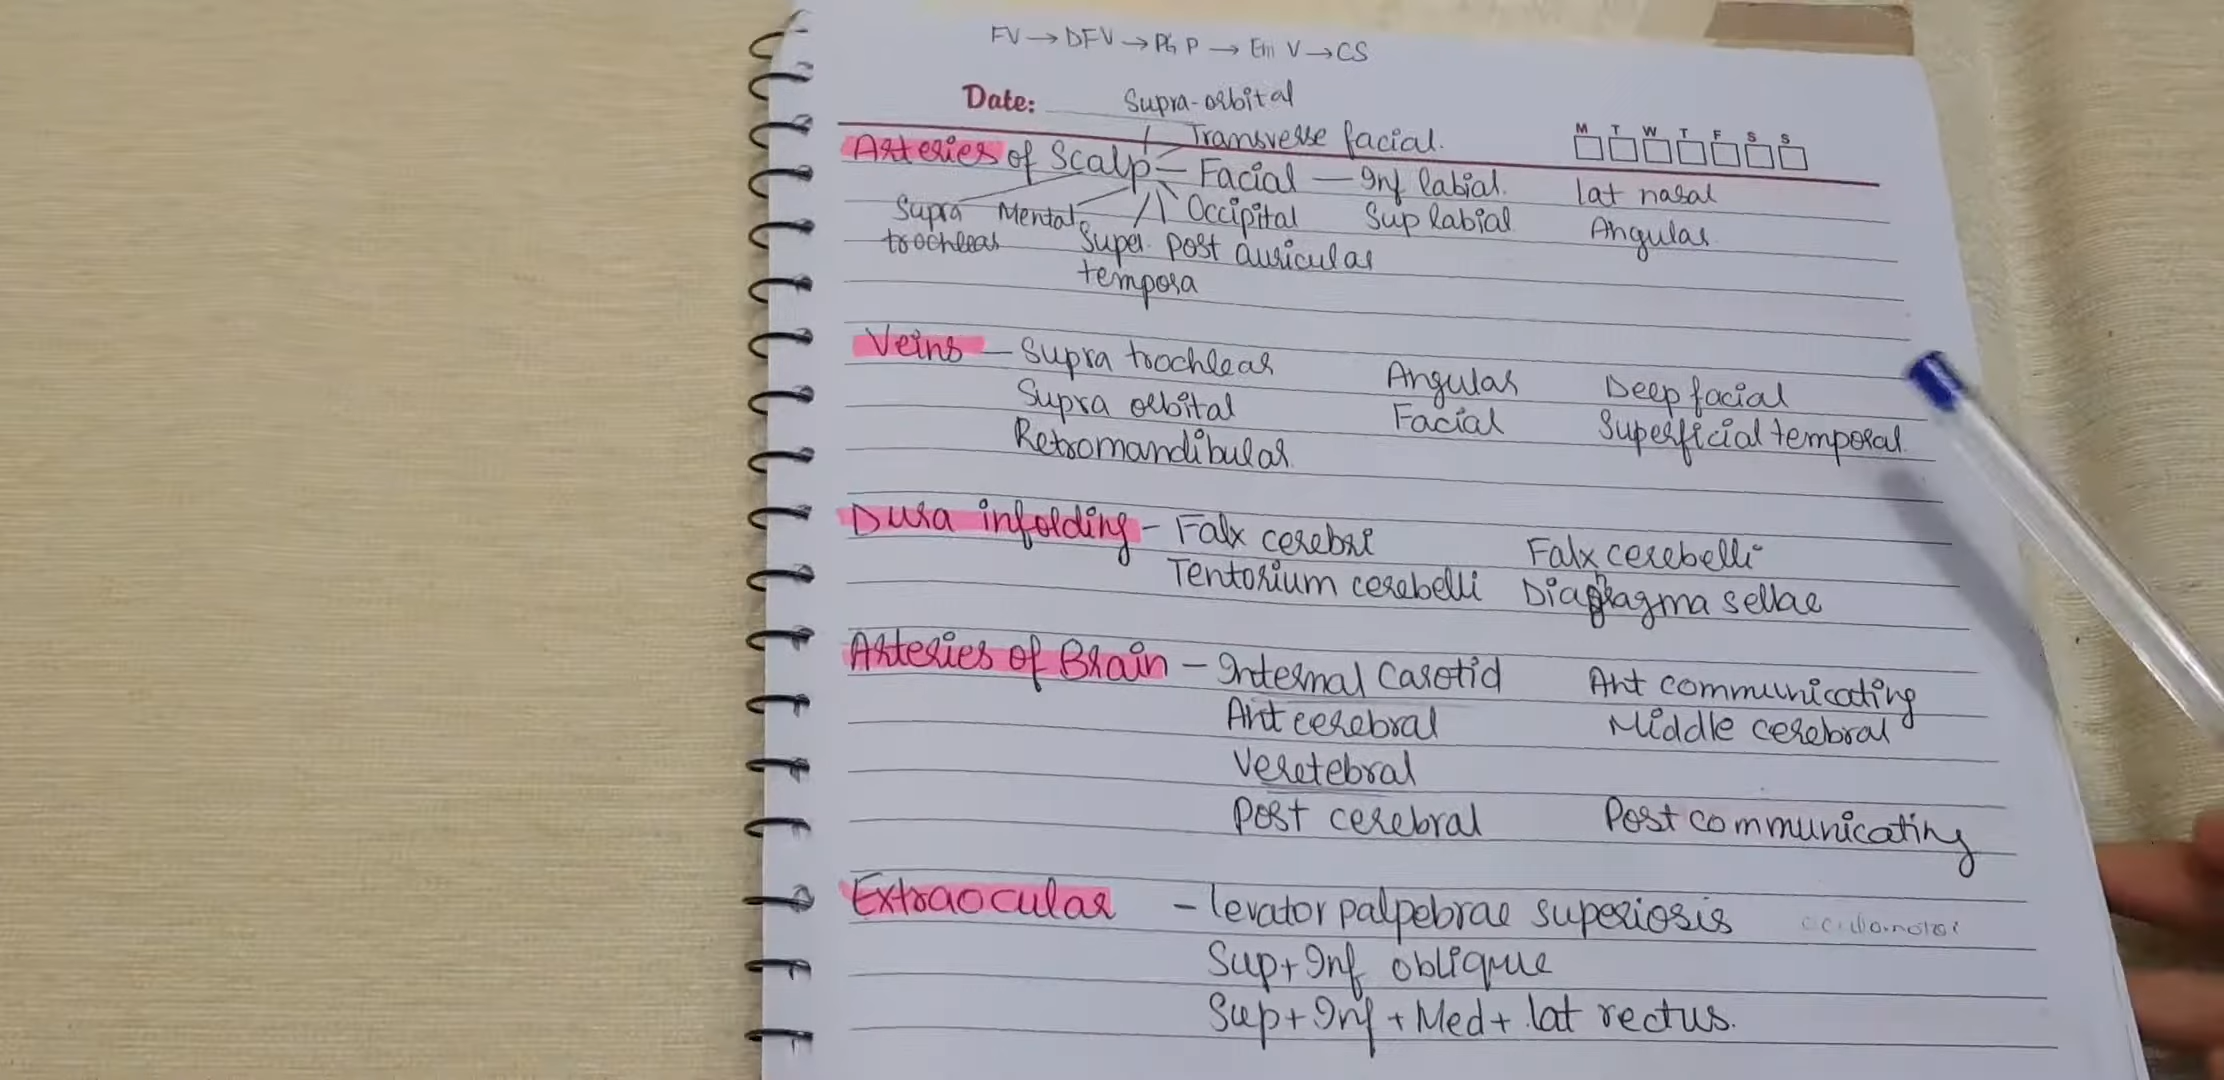 FV → DFV → Pt P → Em V → CS
Date: Supra-orbital
Transverse facial.
M T W T F S S
Arteries of Scalp – Facial – Inf labial. lat nasal
Supra Mental Occipital Sup labial Angular
trochlear Super. Post auricular
tempora
Veins – Supra trochlear Angular Deep facial
Supra orbital Facial Superficial temporal
Retromandibular
Dura infolding – Falx cerebri Falx cerebelli
Tentorium cerebelli Diaphragma sellae
Arteries of Brain – Internal Carotid Ant communicating
Ant cerebral Middle cerebral
Veretebral
Post cerebral Post communicating
Extraocular – levator palpebrae superiosis
Sup + Inf oblique
Sup + Inf + Med + lat rectus.